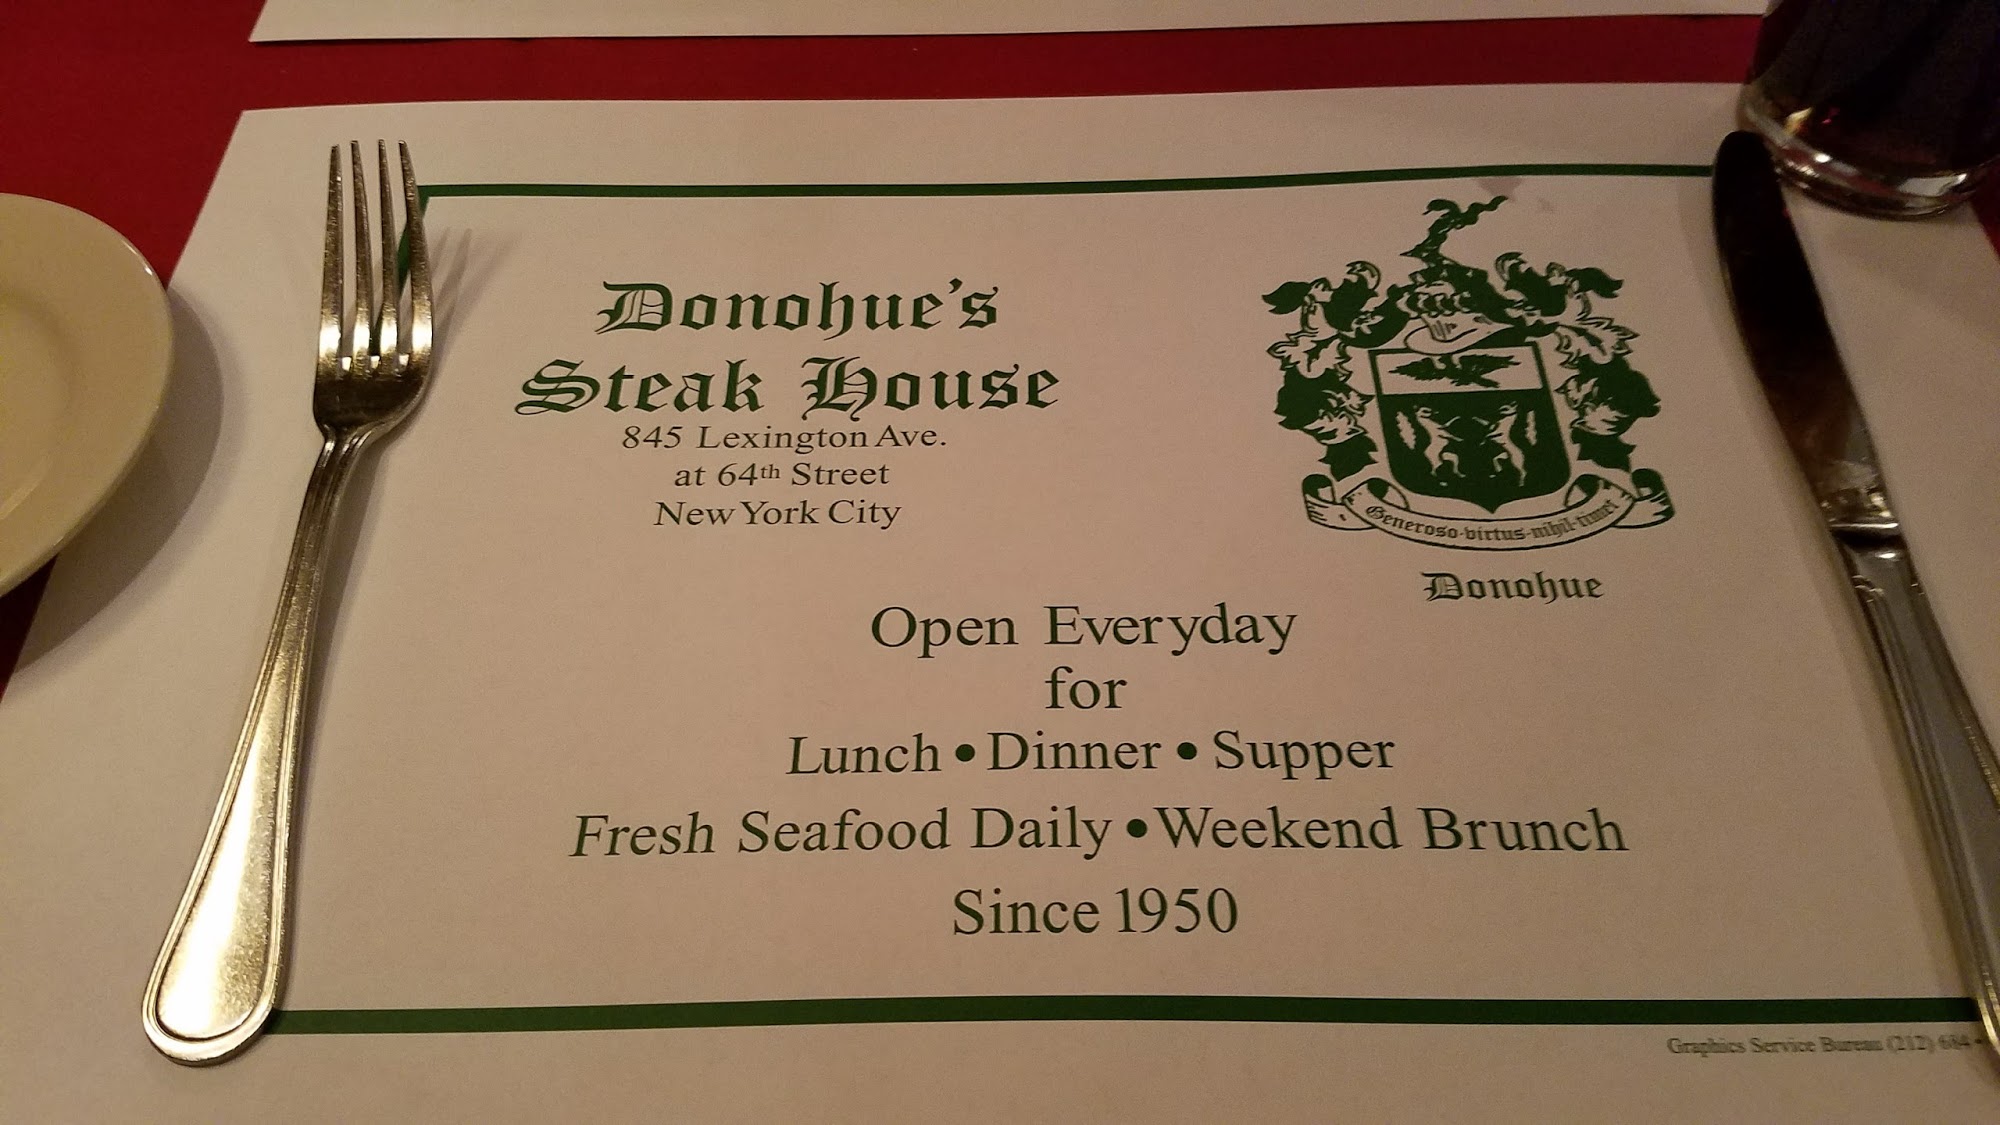 Donohue's
Steak House
845 Lexington Ave.
at 64th Street
New York City
Generoso·virtus·nihil·timet
Donohue
Open Everyday
for
Lunch • Dinner • Supper
Fresh Seafood Daily • Weekend Brunch
Since 1950
Graphics Service Bureau (212) 684 •